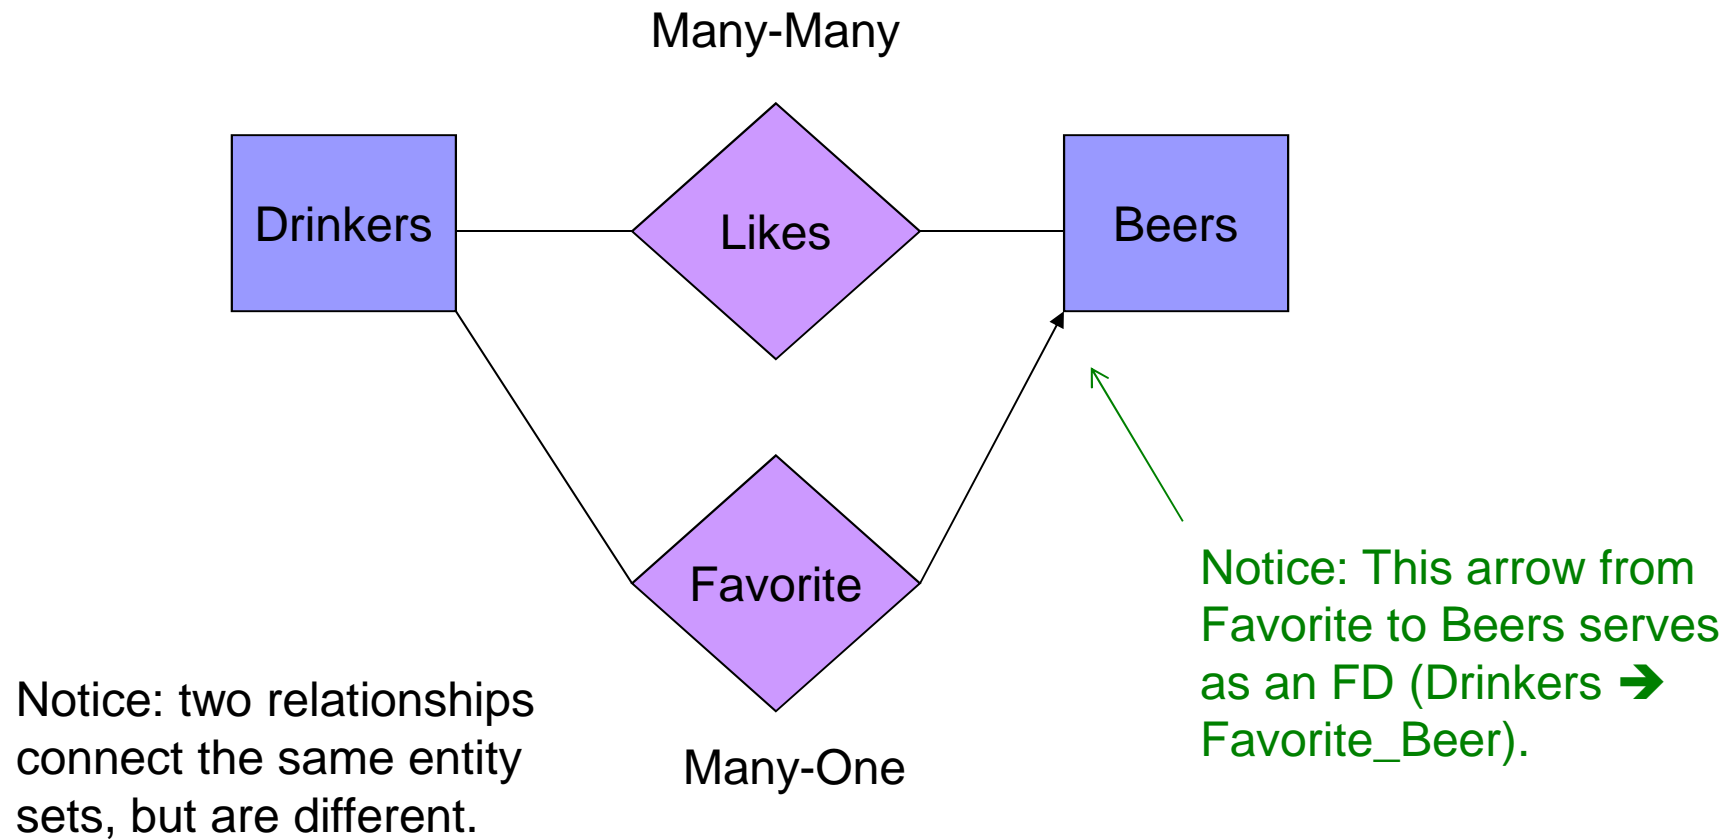 Many-Many
Drinkers
Likes
Beers
Favorite
Many-One
Notice: two relationships
connect the same entity
sets, but are different.
Notice: This arrow from
Favorite to Beers serves
as an FD (Drinkers ➔
Favorite_Beer).